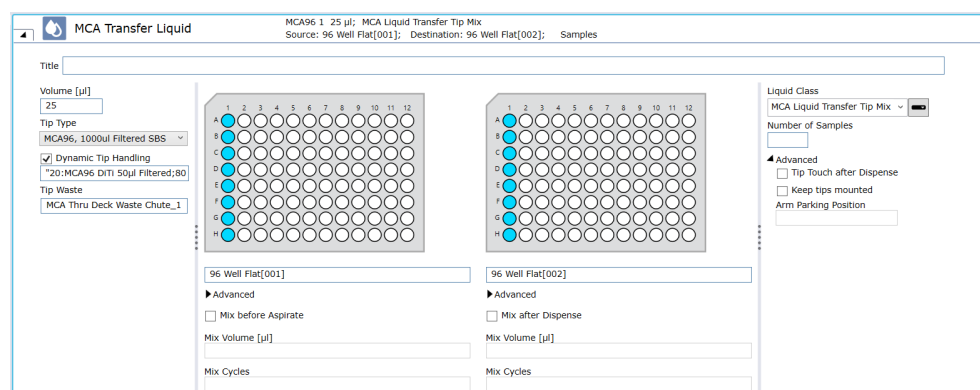 MCA Transfer Liquid
MCA96 1 25 µl; MCA Liquid Transfer Tip Mix
Source: 96 Well Flat[001]; Destination: 96 Well Flat[002]; Samples
Title
Volume [µl]
25
Tip Type
MCA96, 1000ul Filtered SBS
Dynamic Tip Handling
"20:MCA96 DiTi 50µl Filtered;80
Tip Waste
MCA Thru Deck Waste Chute_1
1 2 3 4 5 6 7 8 9 10 11 12
A
B
C
D
E
F
G
H
96 Well Flat[001]
Advanced
Mix before Aspirate
Mix Volume [µl]
Mix Cycles
1 2 3 4 5 6 7 8 9 10 11 12
A
B
C
D
E
F
G
H
96 Well Flat[002]
Advanced
Mix after Dispense
Mix Volume [µl]
Mix Cycles
Liquid Class
MCA Liquid Transfer Tip Mix
Number of Samples
Advanced
Tip Touch after Dispense
Keep tips mounted
Arm Parking Position